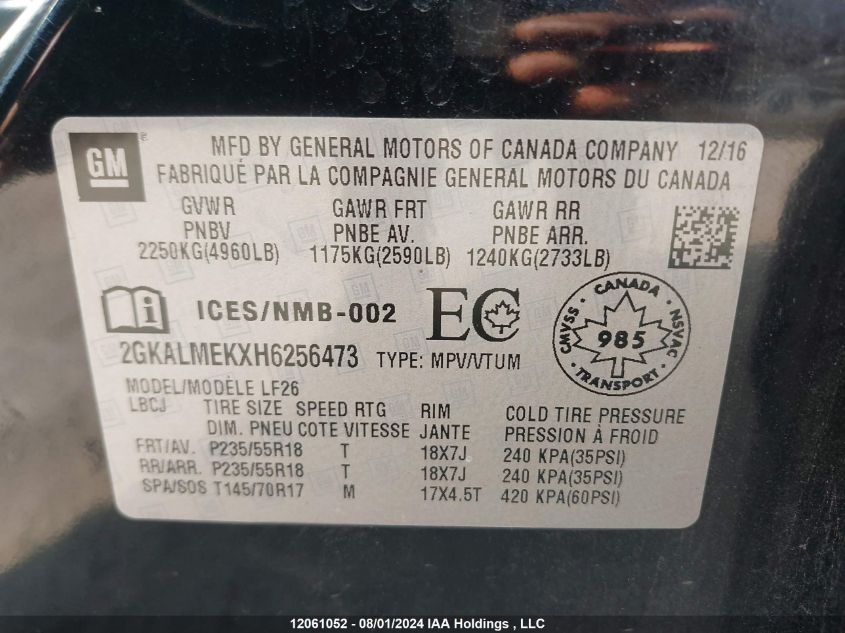 GM ®
MFD BY GENERAL MOTORS OF CANADA COMPANY 12/16
FABRIQUÉ PAR LA COMPAGNIE GENERAL MOTORS DU CANADA
GVWR GAWR FRT GAWR RR
PNBV PNBE AV. PNBE ARR.
2250KG(4960LB) 1175KG(2590LB) 1240KG(2733LB)
i ICES/NMB-002 EC
CANADA
CMVSS 985 NSVAC
TRANSPORT
2GKALMEKXH6256473 TYPE: MPV/VTUM
MODEL/MODÈLE LF26
LBCJ TIRE SIZE SPEED RTG RIM COLD TIRE PRESSURE
DIM. PNEU COTE VITESSE JANTE PRESSION À FROID
FRT/AV. P235/55R18 T 18X7J 240 KPA(35PSI)
RR/ARR. P235/55R18 T 18X7J 240 KPA(35PSI)
SPA/SOS T145/70R17 M 17X4.5T 420 KPA(60PSI)
12061052 - 08/01/2024 IAA Holdings , LLC